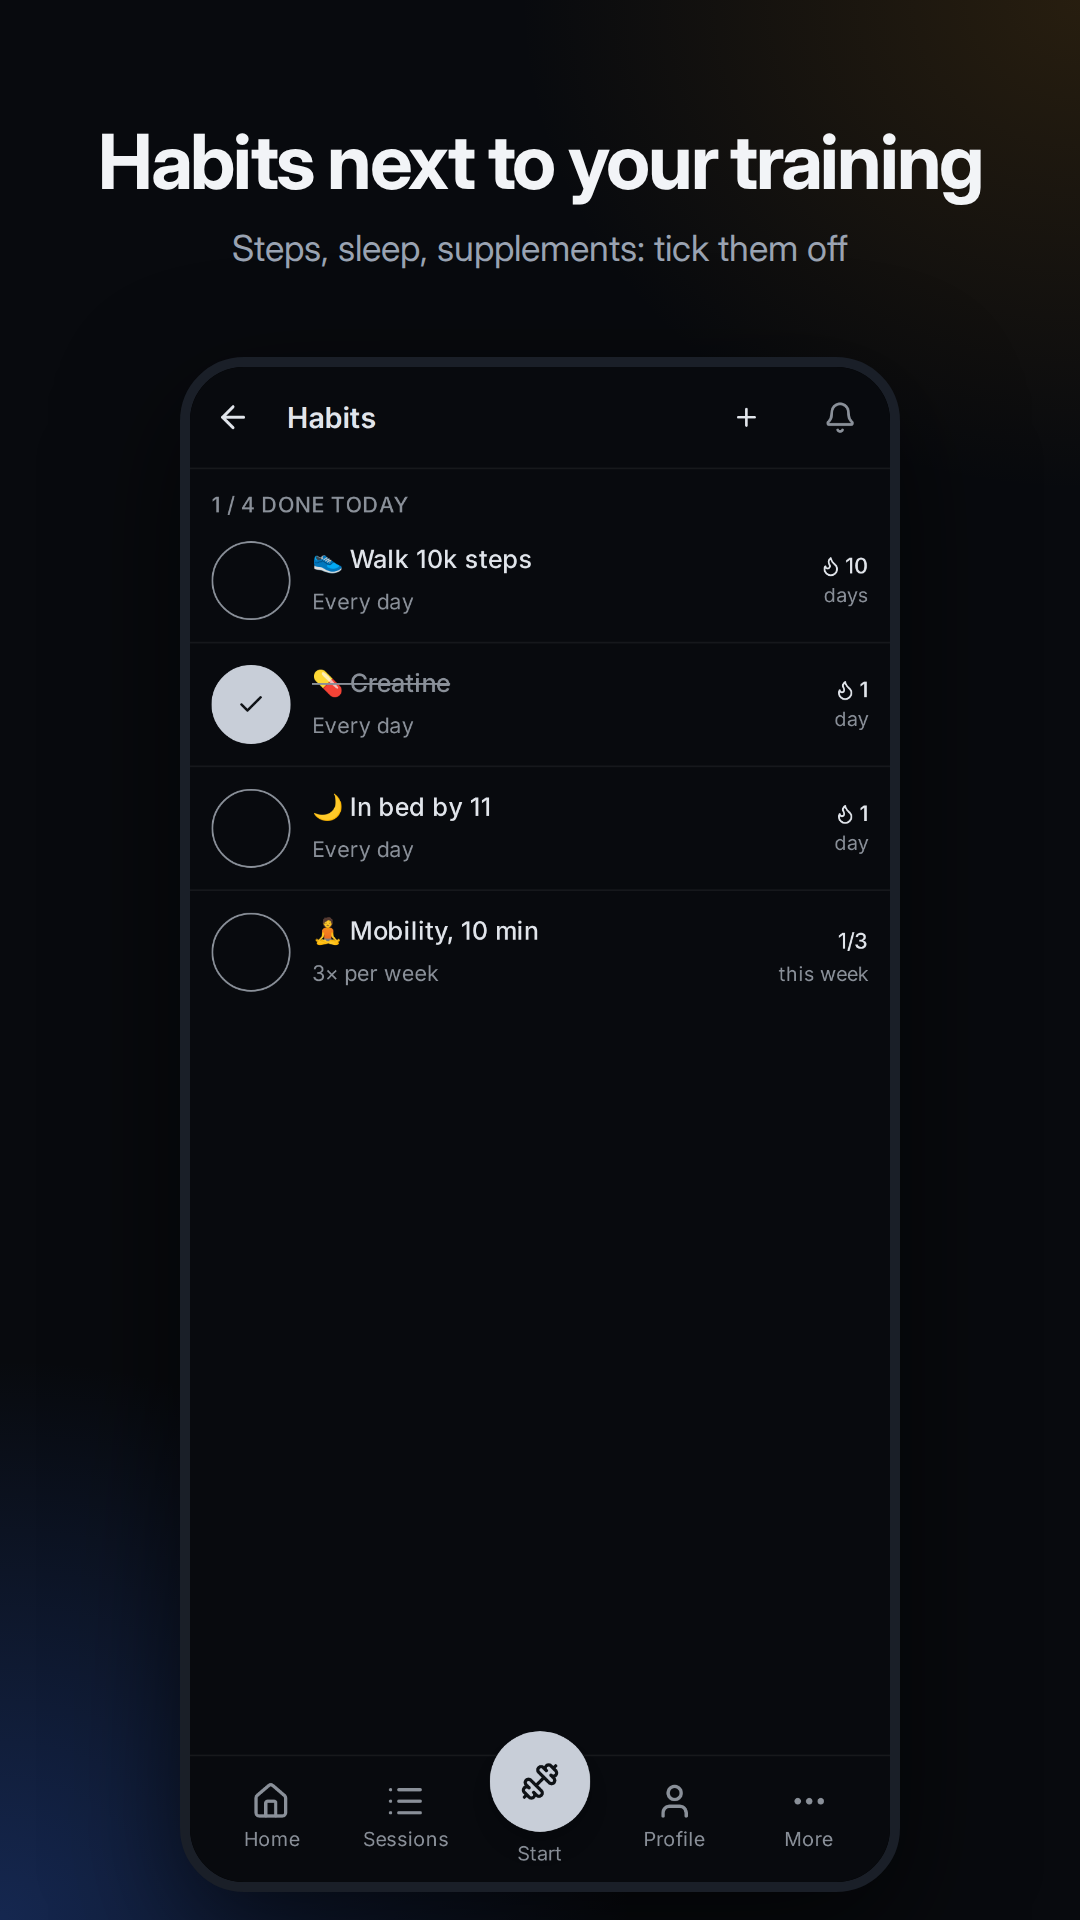 Habits next to your training
Steps, sleep, supplements: tick them off
Habits
1 / 4 DONE TODAY
Walk 10k steps
Every day
10
days
Creatine
Every day
1
day
In bed by 11
Every day
1
day
Mobility, 10 min
3× per week
1/3
this week
Home
Sessions
Start
Profile
More